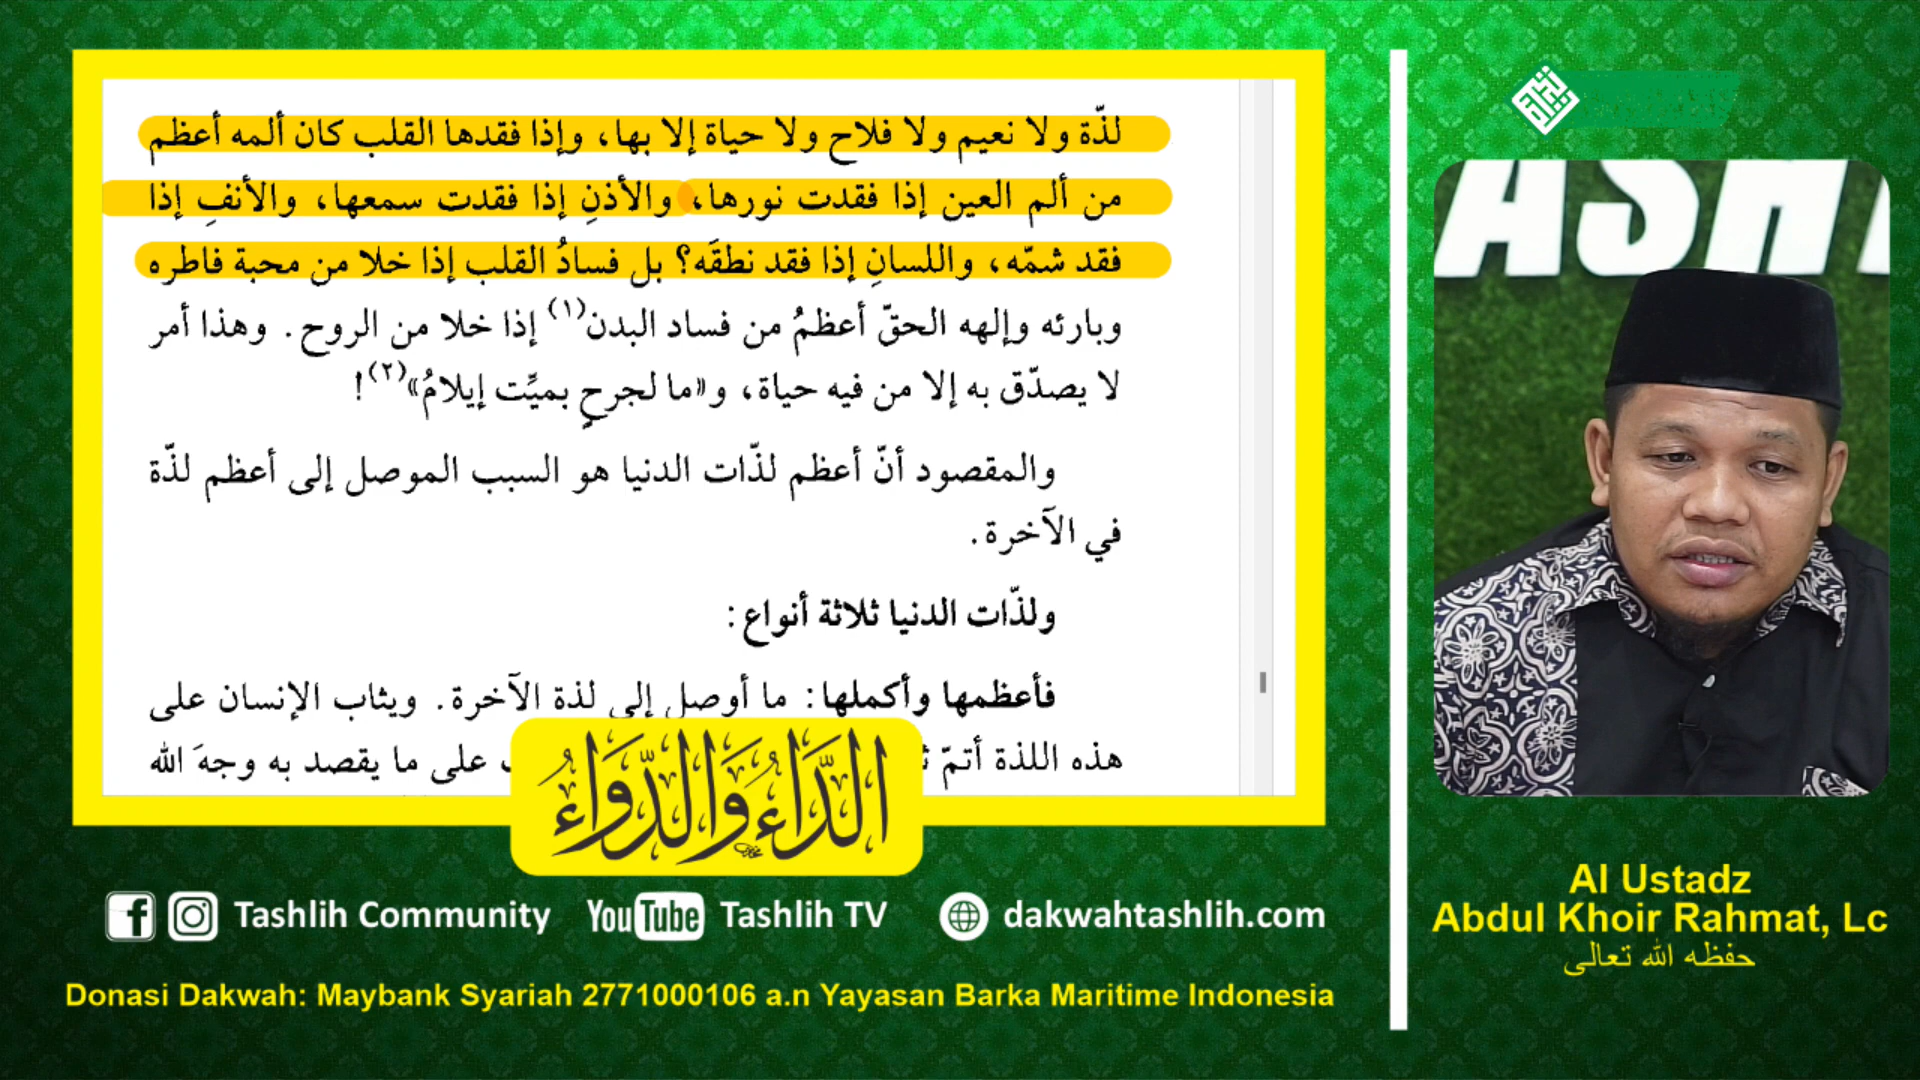 لذّة ولا نعيم ولا فلاح ولا حياة إلا بها، وإذا فقدها القلب كان ألمه أعظم
من ألم العين إذا فقدت نورها، والأذنِ إذا فقدت سمعها، والأنفِ إذا
فقد شمّه، واللسانِ إذا فقد نطقَه؟ بل فسادُ القلب إذا خلا من محبة فاطره
وبارئه وإلهه الحقّ أعظمُ من فساد البدن(١) إذا خلا من الروح. وهذا أمر
لا يصدّق به إلا من فيه حياة، و«ما لجرحٍ بميِّت إيلامُ»(٢)!
والمقصود أنّ أعظم لذّات الدنيا هو السبب الموصل إلى أعظم لذّة
في الآخرة.
ولذّات الدنيا ثلاثة أنواع:
فأعظمها وأكملها: ما أوصل إلى لذة الآخرة. ويثاب الإنسان على
هذه اللذة أتمّ على ما يقصد به وجهَ الله
الدَّاءُ وَالدَّوَاءُ
ASH
Al Ustadz
Abdul Khoir Rahmat, Lc
حفظه الله تعالى
Tashlih Community YouTube Tashlih TV dakwahtashlih.com
Donasi Dakwah: Maybank Syariah 2771000106 a.n Yayasan Barka Maritime Indonesia